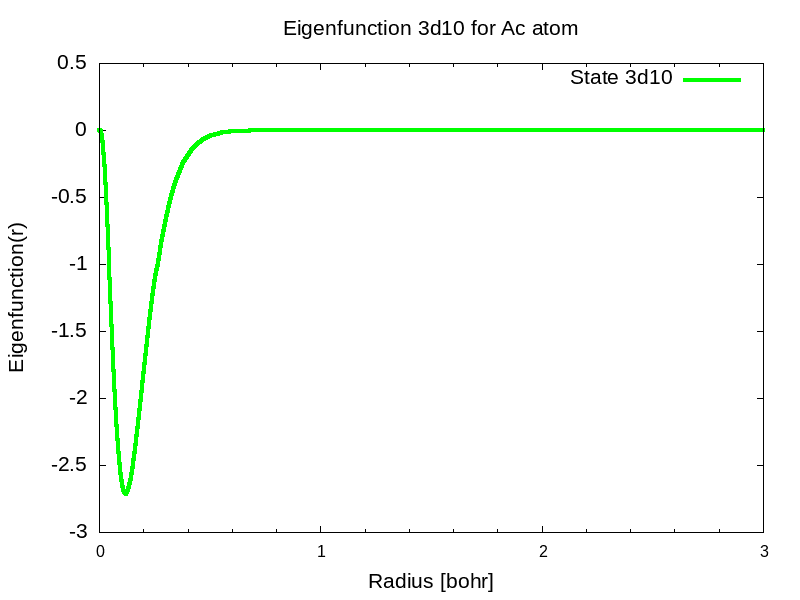 Eigenfunction 3d10 for Ac atom
State 3d10
0.5
0
-0.5
-1
-1.5
-2
-2.5
-3
Eigenfunction(r)
0 1 2 3
Radius [bohr]